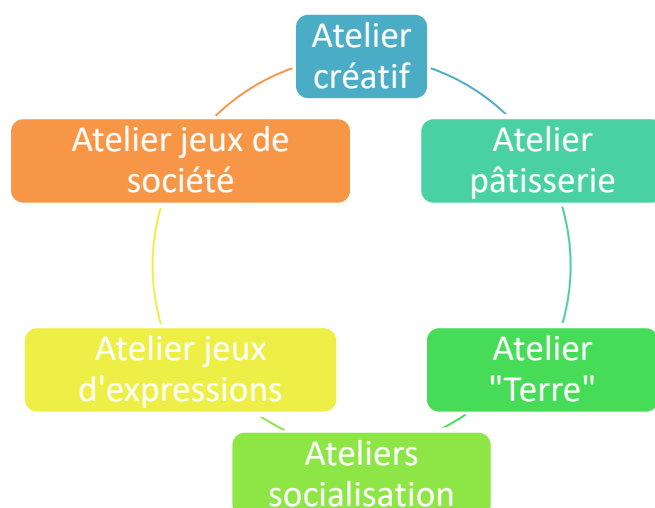 Atelier
créatif
Atelier
pâtisserie
Atelier
"Terre"
Ateliers
socialisation
Atelier jeux
d'expressions
Atelier jeux de
société